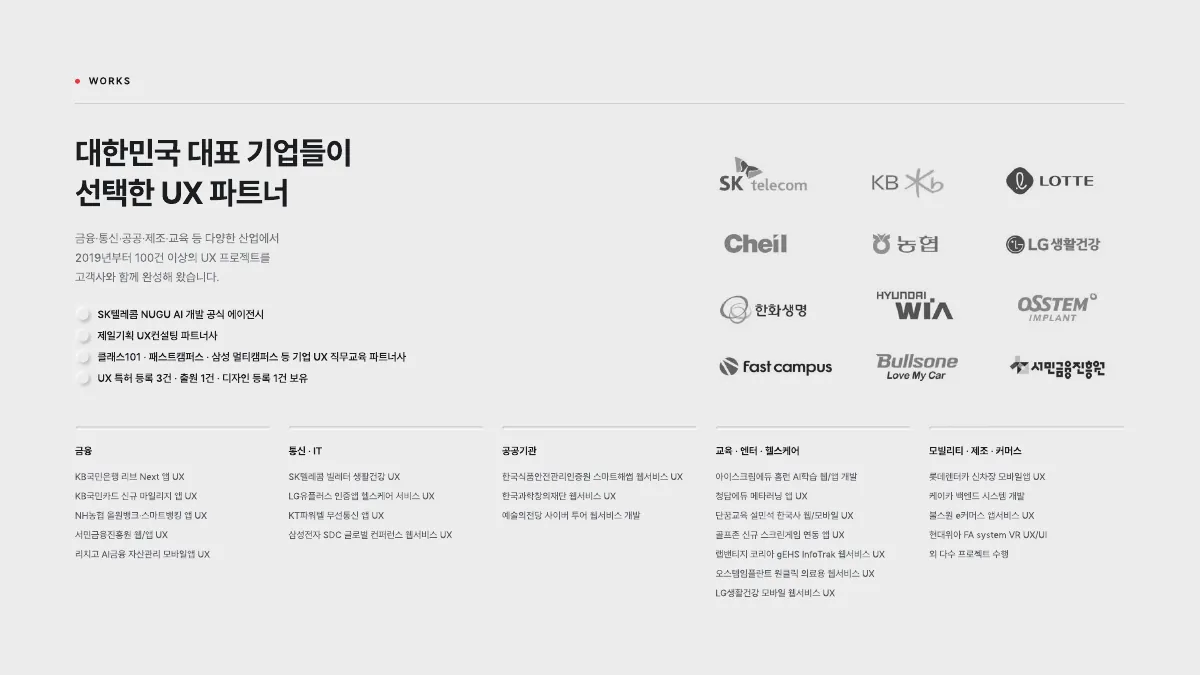 WORKS
대한민국 대표 기업들이
선택한 UX 파트너
금융·통신·공공·제조·교육 등 다양한 산업에서
2019년부터 100건 이상의 UX 프로젝트를
고객사와 함께 완성해 왔습니다.
SK텔레콤 NUGU AI 개발 공식 에이전시
제일기획 UX컨설팅 파트너사
클래스101 · 패스트캠퍼스 · 삼성 멀티캠퍼스 등 기업 UX 직무교육 파트너사
UX 특허 등록 3건 · 출원 1건 · 디자인 등록 1건 보유
SK telecom
KB
LOTTE
Cheil
농협
LG생활건강
한화생명
HYUNDAI WIA
OSSTEM IMPLANT
Fast campus
Bullsone
Love My Car
서민금융진흥원
금융
KB국민은행 리브 Next 앱 UX
KB국민카드 신규 마일리지 앱 UX
NH농협 올원뱅크·스마트뱅킹 앱 UX
서민금융진흥원 웹/앱 UX
리치고 AI금융 자산관리 모바일앱 UX
통신 · IT
SK텔레콤 빌레터 생활건강 UX
LG유플러스 인증앱 헬스케어 서비스 UX
KT파워텔 무선통신 앱 UX
삼성전자 SDC 글로벌 컨퍼런스 웹서비스 UX
공공기관
한국식품안전관리인증원 스마트해썹 웹서비스 UX
한국과학창의재단 웹서비스 UX
예술의전당 사이버 투어 웹서비스 개발
교육 · 엔터 · 헬스케어
아이스크림에듀 홈런 AI학습 웹/앱 개발
청담에듀 메타러닝 앱 UX
단꿈교육 설민석 한국사 웹/모바일 UX
골프존 신규 스크린게임 연동 앱 UX
랩밴티지 코리아 gEHS InfoTrak 웹서비스 UX
오스템임플란트 원클릭 의료용 웹서비스 UX
LG생활건강 모바일 웹서비스 UX
모빌리티 · 제조 · 커머스
롯데렌터카 신차장 모바일앱 UX
케이카 백엔드 시스템 개발
불스원 e커머스 앱서비스 UX
현대위아 FA system VR UX/UI
외 다수 프로젝트 수행